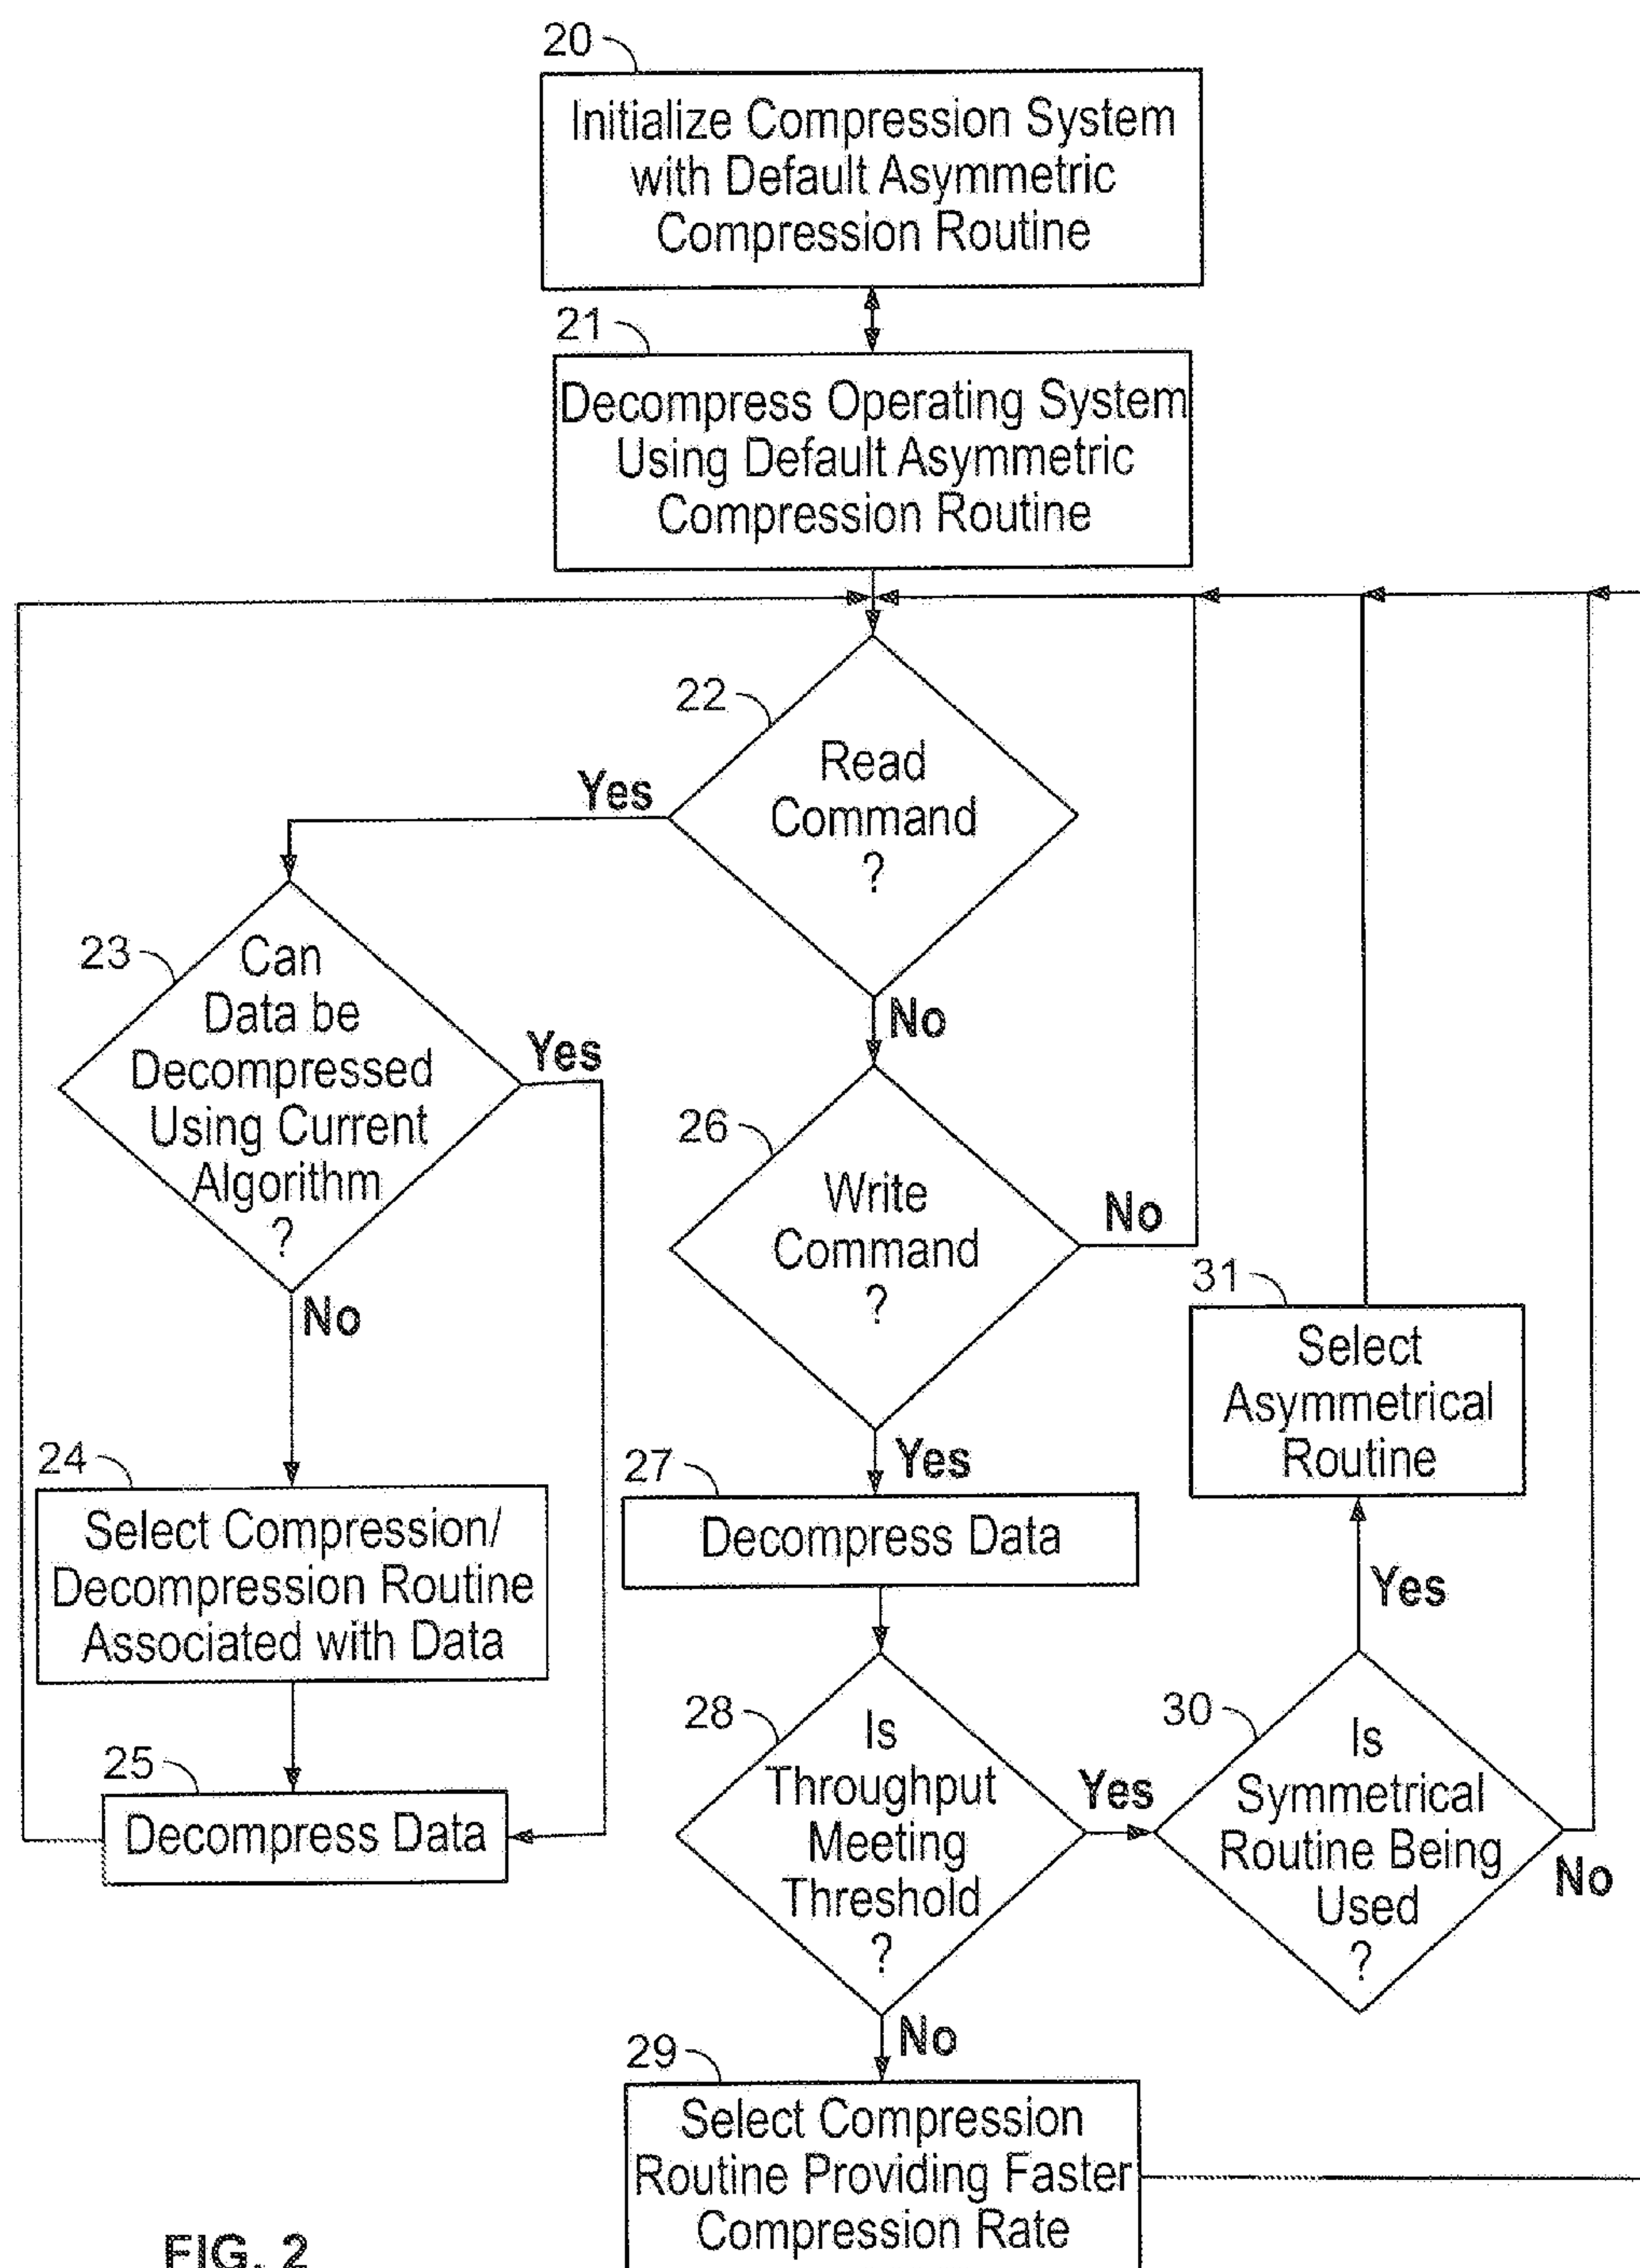 20
Initialize Compression System
with Default Asymmetric
Compression Routine
21
Decompress Operating System
Using Default Asymmetric
Compression Routine
22
Read
Command
?
Yes
No
23
Can
Data be
Decompressed
Using Current
Algorithm
?
Yes
No
24
Select Compression/
Decompression Routine
Associated with Data
25
Decompress Data
26
Write
Command
?
No
Yes
27
Decompress Data
28
Is
Throughput
Meeting
Threshold
?
Yes
No
29
Select Compression
Routine Providing Faster
Compression Rate
30
Is
Symmetrical
Routine Being
Used
?
Yes
No
31
Select
Asymmetrical
Routine
FIG. 2